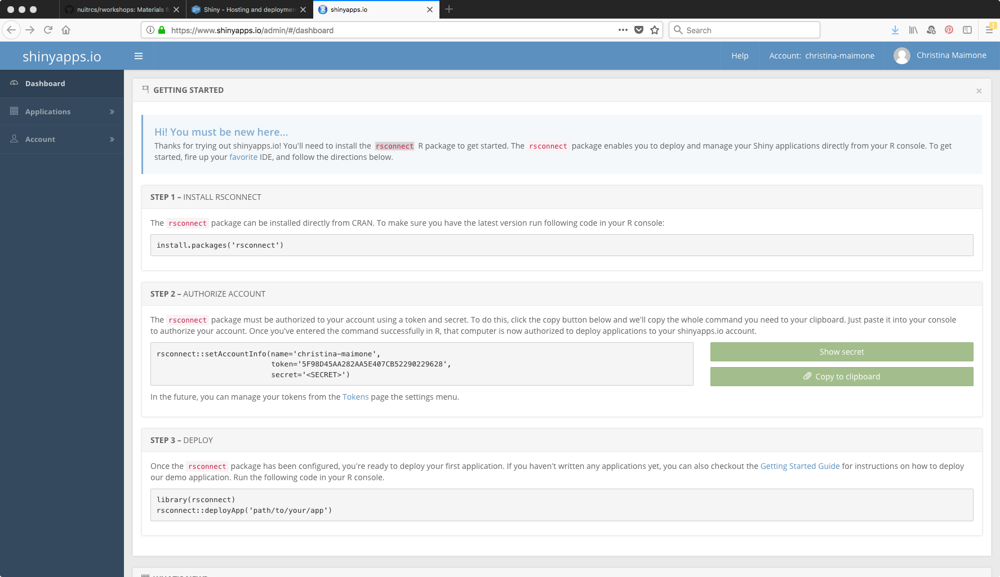 nuitrcs/rworkshops: Materials fo
Shiny - Hosting and deploymen
shinyapps.io
https://www.shinyapps.io/admin/#/dashboard
Search
shinyapps.io
Help
Account: christina-maimone
Christina Maimone
Dashboard
Applications
Account
GETTING STARTED
Hi! You must be new here...
Thanks for trying out shinyapps.io! You'll need to install the rsconnect R package to get started. The rsconnect package enables you to deploy and manage your Shiny applications directly from your R console. To get
started, fire up your favorite IDE, and follow the directions below.
STEP 1 – INSTALL RSCONNECT
The rsconnect package can be installed directly from CRAN. To make sure you have the latest version run following code in your R console:
install.packages('rsconnect')
STEP 2 – AUTHORIZE ACCOUNT
The rsconnect package must be authorized to your account using a token and secret. To do this, click the copy button below and we'll copy the whole command you need to your clipboard. Just paste it into your console
to authorize your account. Once you've entered the command successfully in R, that computer is now authorized to deploy applications to your shinyapps.io account.
rsconnect::setAccountInfo(name='christina-maimone',
token='5F98D45AA282AA5E407CB52290229628',
secret='<SECRET>')
Show secret
Copy to clipboard
In the future, you can manage your tokens from the Tokens page the settings menu.
STEP 3 – DEPLOY
Once the rsconnect package has been configured, you're ready to deploy your first application. If you haven't written any applications yet, you can also checkout the Getting Started Guide for instructions on how to deploy
our demo application. Run the following code in your R console.
library(rsconnect)
rsconnect::deployApp('path/to/your/app')